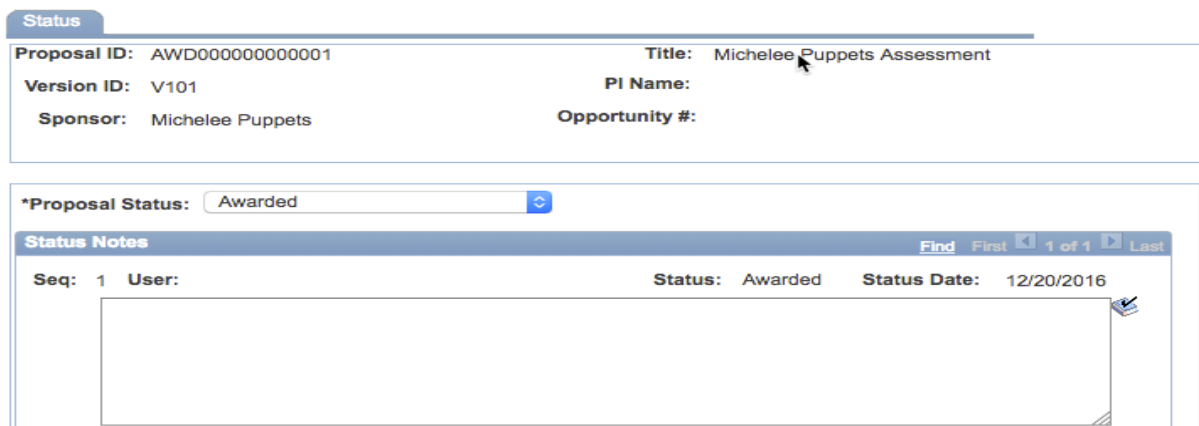 Status
Proposal ID: AWD000000000001 Title: Michelee Puppets Assessment
Version ID: V101 PI Name:
Sponsor: Michelee Puppets Opportunity #:
*Proposal Status: Awarded
Status Notes Find First 1 of 1 Last
Seq: 1 User: Status: Awarded Status Date: 12/20/2016